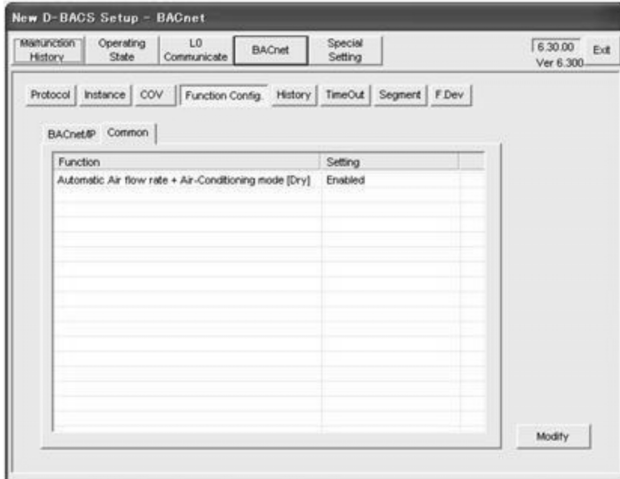 New D-BACS Setup - BACnet
Malfunction History
Operating State
L0 Communicate
BACnet
Special Setting
6.30.00
Ver 6.300
Exit
Protocol
Instance
COV
Function Config.
History
TimeOut
Segment
F.Dev
BACnet/IP
Common
Function
Setting
Automatic Air flow rate + Air-Conditioning mode [Dry]
Enabled
Modify